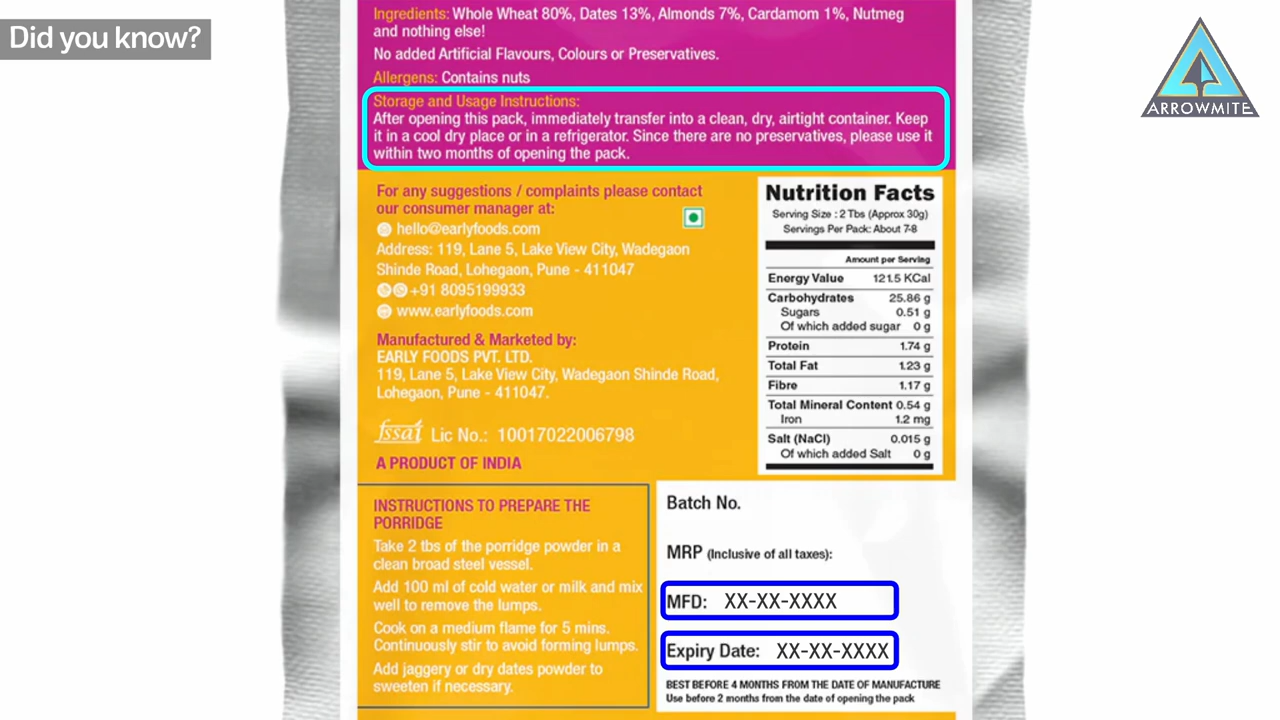 Did you know?
ARROWMITE
Ingredients: Whole Wheat 80%, Dates 13%, Almonds 7%, Cardamom 1%, Nutmeg
and nothing else!
No added Artificial Flavours, Colours or Preservatives.
Allergens: Contains nuts
Storage and Usage Instructions:
After opening this pack, immediately transfer into a clean, dry, airtight container. Keep
it in a cool dry place or in a refrigerator. Since there are no preservatives, please use it
within two months of opening the pack.
For any suggestions / complaints please contact
our consumer manager at:
hello@earlyfoods.com
Address: 119, Lane 5, Lake View City, Wadegaon
Shinde Road, Lohegaon, Pune - 411047
+91 8095199933
www.earlyfoods.com
Manufactured & Marketed by:
EARLY FOODS PVT. LTD.
119, Lane 5, Lake View City, Wadegaon Shinde Road,
Lohegaon, Pune - 411047.
fssai Lic No.: 10017022006798
A PRODUCT OF INDIA
Nutrition Facts
Serving Size : 2 Tbs (Approx 30g)
Servings Per Pack: About 7-8
Amount per Serving
Energy Value 121.5 KCal
Carbohydrates 25.86 g
Sugars 0.51 g
Of which added sugar 0 g
Protein 1.74 g
Total Fat 1.23 g
Fibre 1.17 g
Total Mineral Content 0.54 g
Iron 1.2 mg
Salt (NaCl) 0.015 g
Of which added Salt 0 g
INSTRUCTIONS TO PREPARE THE
PORRIDGE
Take 2 tbs of the porridge powder in a
clean broad steel vessel.
Add 100 ml of cold water or milk and mix
well to remove the lumps.
Cook on a medium flame for 5 mins.
Continuously stir to avoid forming lumps.
Add jaggery or dry dates powder to
sweeten if necessary.
Batch No.
MRP (Inclusive of all taxes):
MFD: XX-XX-XXXX
Expiry Date: XX-XX-XXXX
BEST BEFORE 4 MONTHS FROM THE DATE OF MANUFACTURE
Use before 2 months from the date of opening the pack